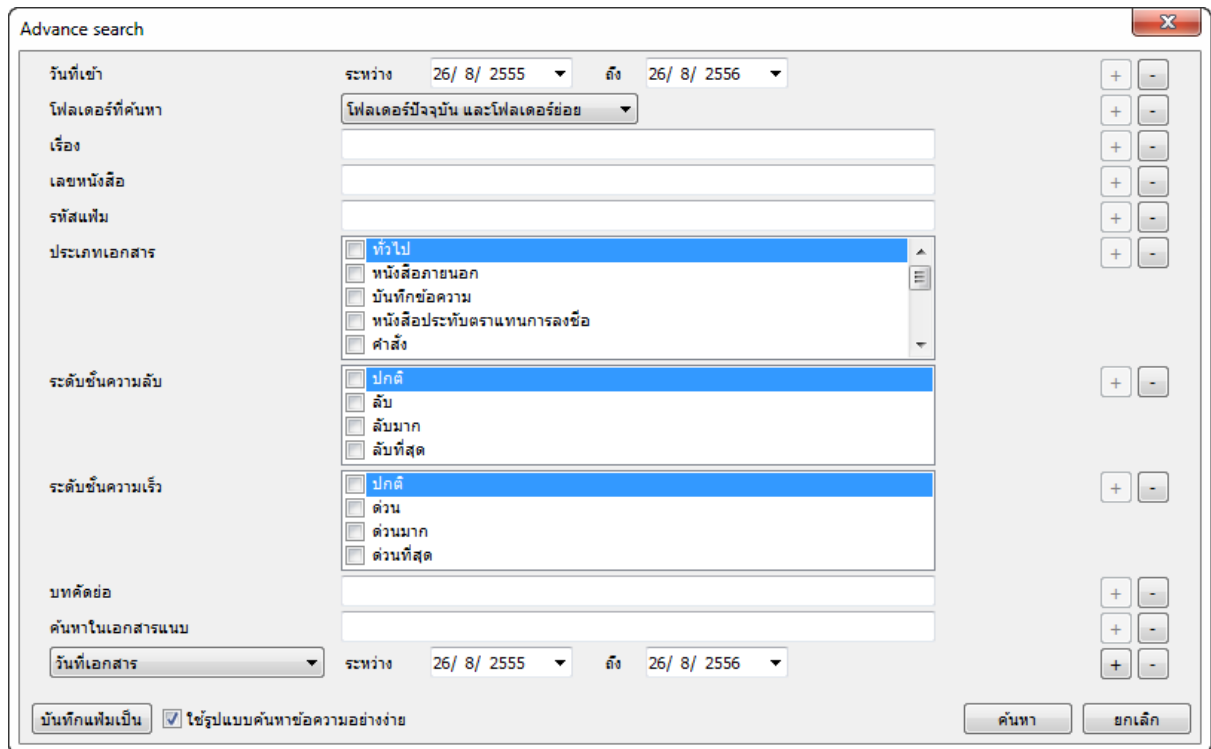 Advance search
วันที่เข้า ระหว่าง 26/ 8/ 2555 ถึง 26/ 8/ 2556 + -
โฟลเดอร์ที่ค้นหา โฟลเดอร์ปัจจุบัน และโฟลเดอร์ย่อย + -
เรื่อง + -
เลขหนังสือ + -
รหัสแฟ้ม + -
ประเภทเอกสาร ทั่วไป + -
หนังสือภายนอก
บันทึกข้อความ
หนังสือประทับตราแทนการลงชื่อ
คำสั่ง
ระดับชั้นความลับ ปกติ + -
ลับ
ลับมาก
ลับที่สุด
ระดับชั้นความเร็ว ปกติ + -
ด่วน
ด่วนมาก
ด่วนที่สุด
บทคัดย่อ + -
ค้นหาในเอกสารแนบ + -
วันที่เอกสาร ระหว่าง 26/ 8/ 2555 ถึง 26/ 8/ 2556 + -
บันทึกแฟ้มเป็น ใช้รูปแบบค้นหาข้อความอย่างง่าย ค้นหา ยกเลิก